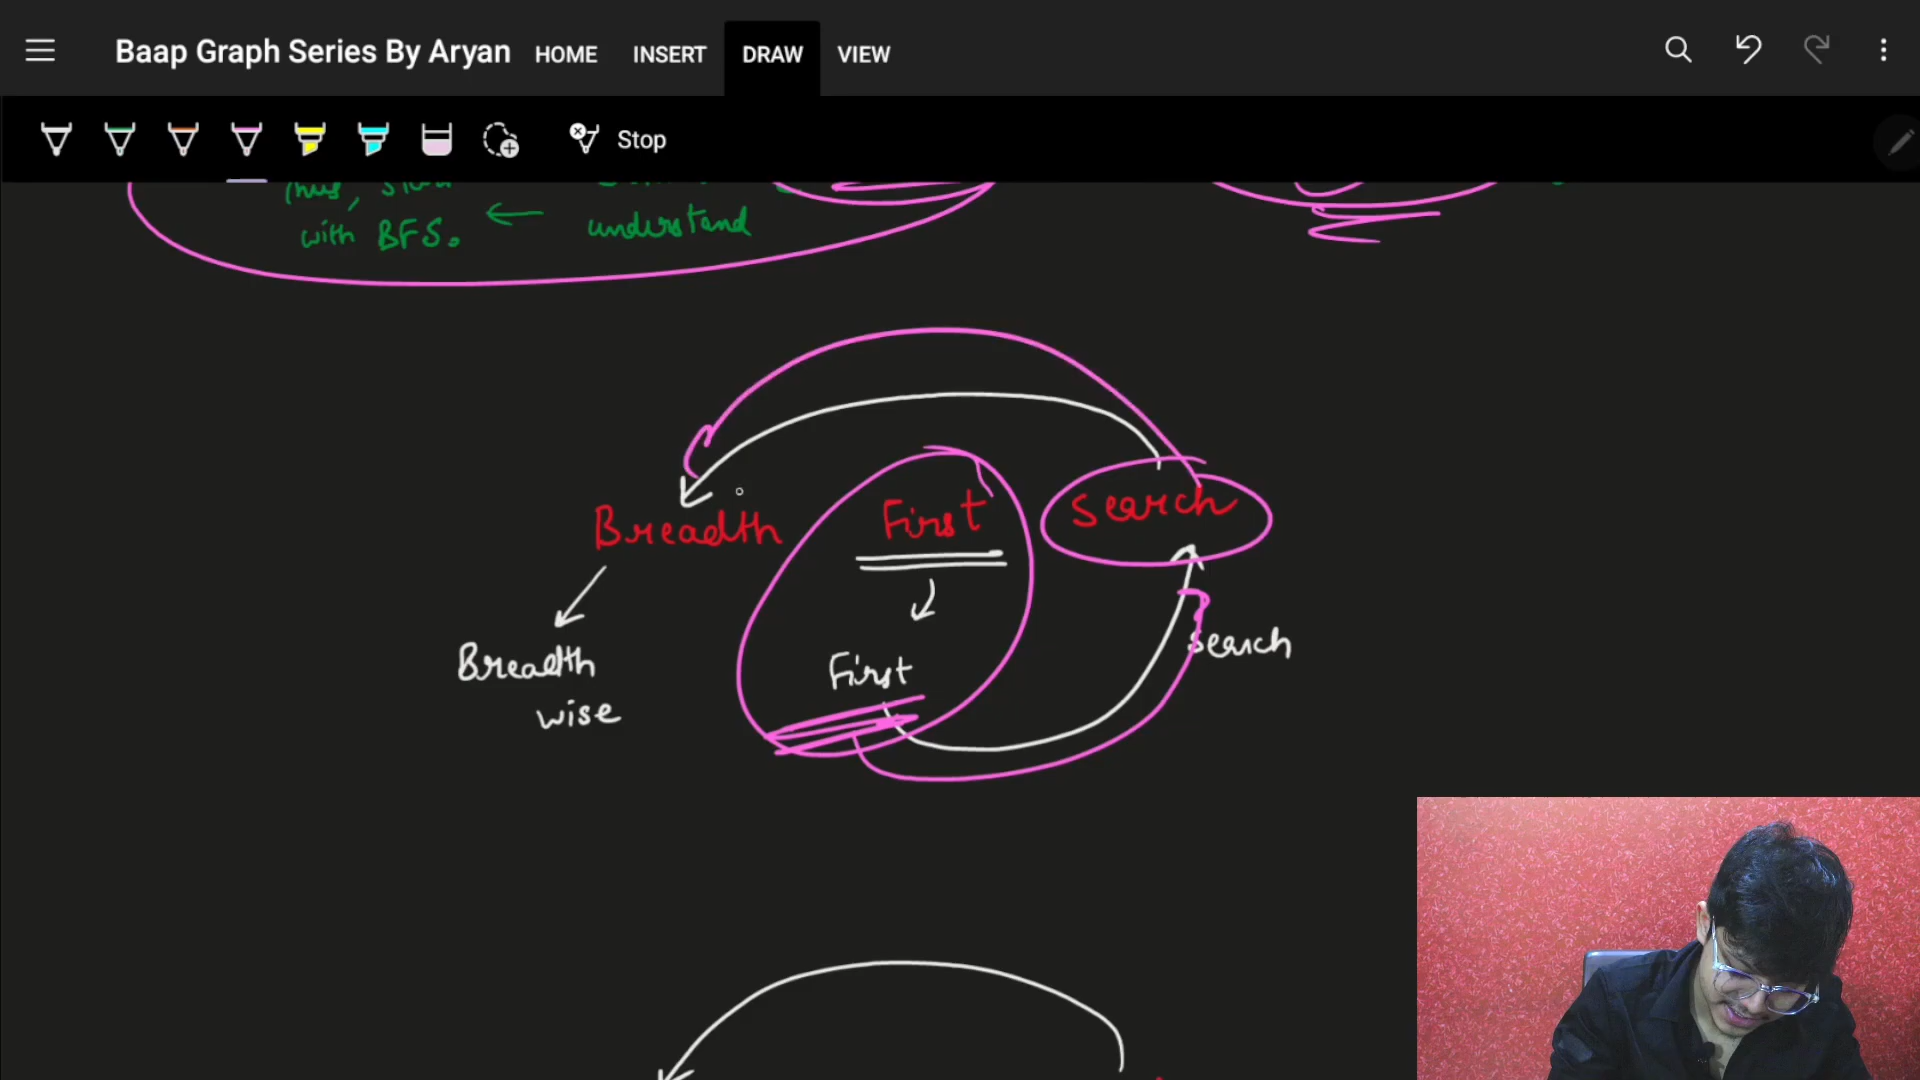 Baap Graph Series By Aryan HOME INSERT DRAW VIEW
Stop
with BFS.
understand
Breadth First Search
Breadth First Search
wise